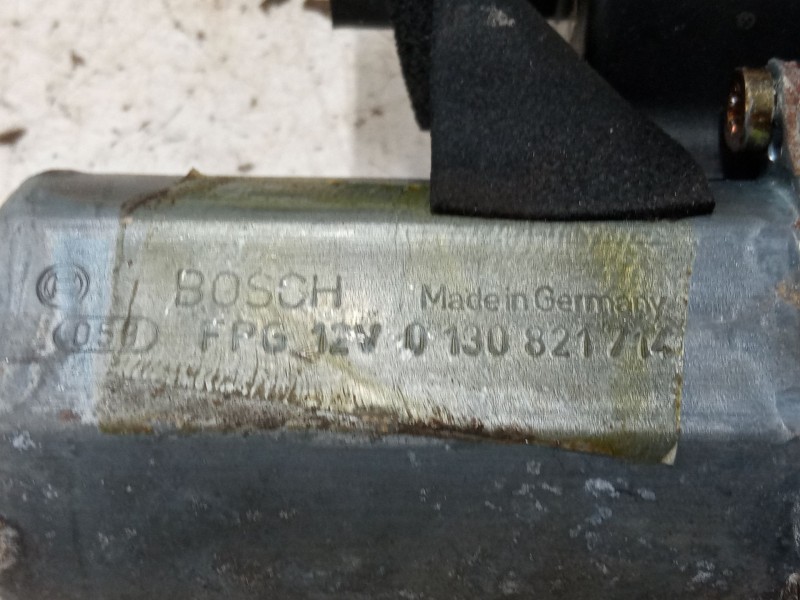 BOSCH Made in Germany
FPG 12V 0 130 821 714